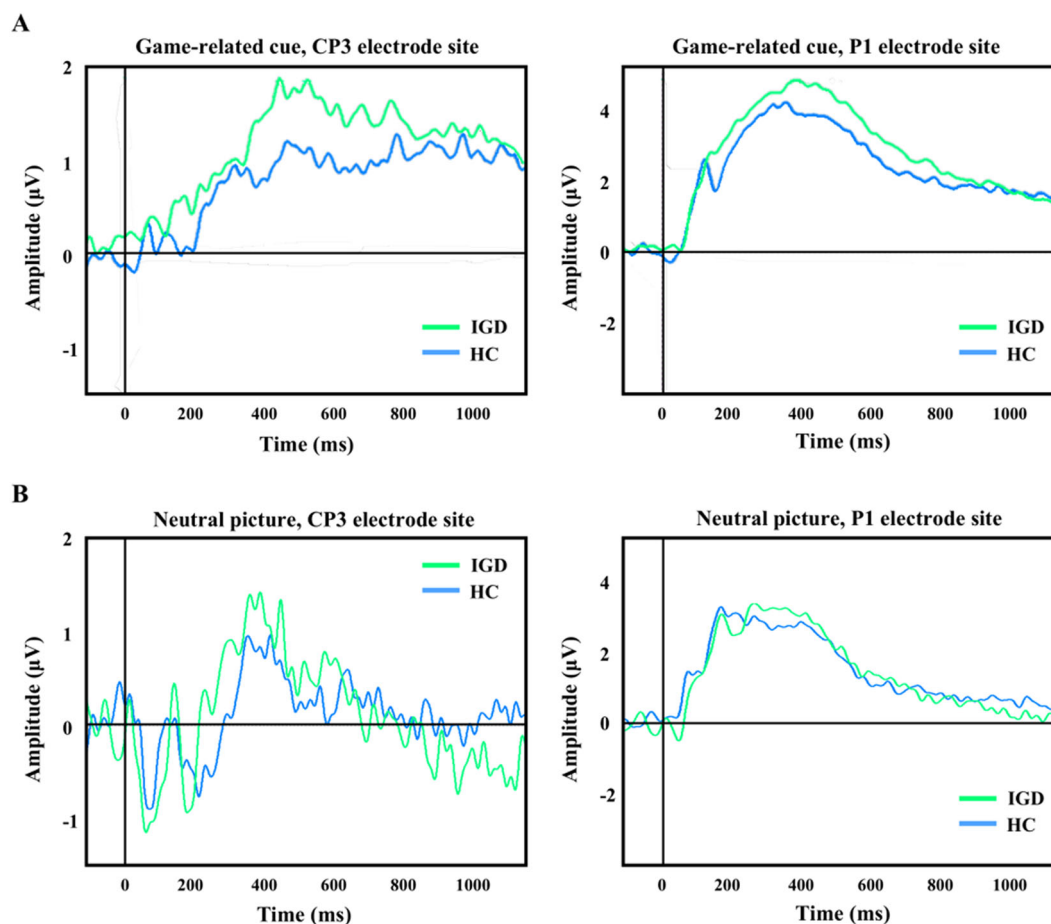 A
Game-related cue, CP3 electrode site
Amplitude (μV)
2
1
0
-1
IGD
HC
0 200 400 600 800 1000
Time (ms)
Game-related cue, P1 electrode site
Amplitude (μV)
4
2
0
-2
IGD
HC
0 200 400 600 800 1000
Time (ms)
B
Neutral picture, CP3 electrode site
Amplitude (μV)
2
1
0
-1
IGD
HC
0 200 400 600 800 1000
Time (ms)
Neutral picture, P1 electrode site
Amplitude (μV)
4
2
0
-2
IGD
HC
0 200 400 600 800 1000
Time (ms)